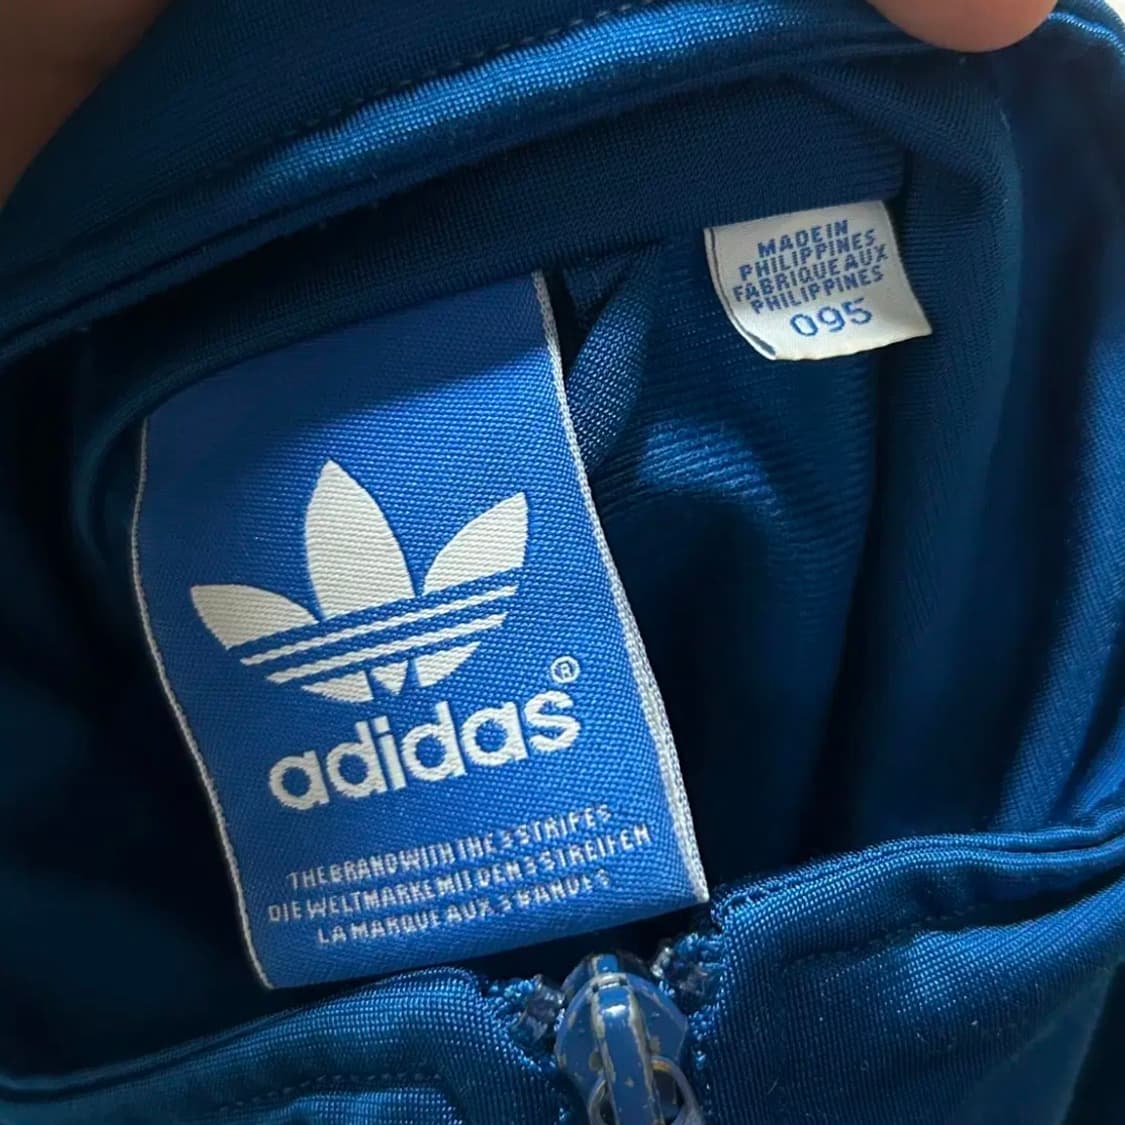 MADE IN
PHILIPPINES
FABRIQUE AUX
PHILIPPINES
095
adidas®
THE BRAND WITH THE 3 STRIPES
DIE WELTMARKE MIT DEN 3 STREIFEN
LA MARQUE AUX 3 BANDES